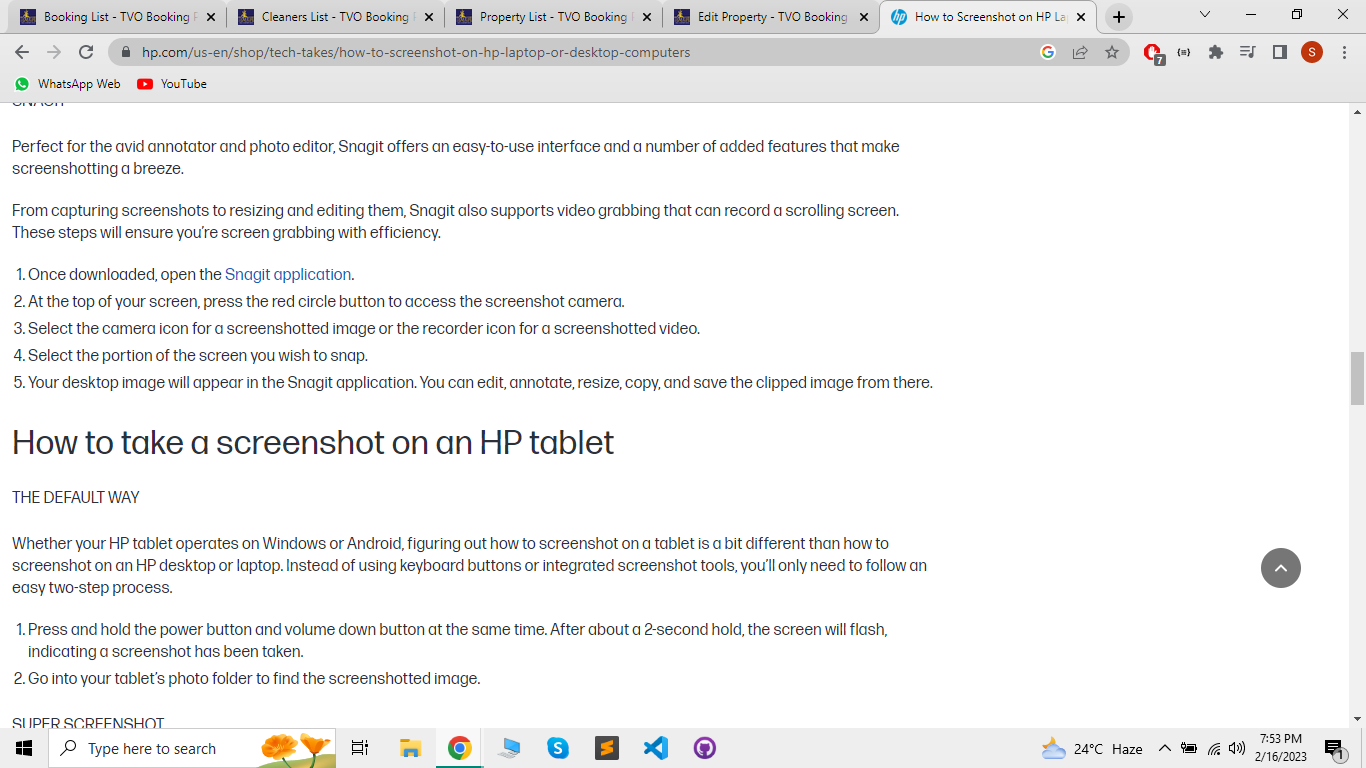 Booking List - TVO Booking
Cleaners List - TVO Booking
Property List - TVO Booking
Edit Property - TVO Booking
How to Screenshot on HP La
hp.com/us-en/shop/tech-takes/how-to-screenshot-on-hp-laptop-or-desktop-computers
7
S
WhatsApp Web
YouTube
SNAGIT
Perfect for the avid annotator and photo editor, Snagit offers an easy-to-use interface and a number of added features that make
screenshotting a breeze.
From capturing screenshots to resizing and editing them, Snagit also supports video grabbing that can record a scrolling screen.
These steps will ensure you’re screen grabbing with efficiency.
1. Once downloaded, open the Snagit application.
2. At the top of your screen, press the red circle button to access the screenshot camera.
3. Select the camera icon for a screenshotted image or the recorder icon for a screenshotted video.
4. Select the portion of the screen you wish to snap.
5. Your desktop image will appear in the Snagit application. You can edit, annotate, resize, copy, and save the clipped image from there.
How to take a screenshot on an HP tablet
THE DEFAULT WAY
Whether your HP tablet operates on Windows or Android, figuring out how to screenshot on a tablet is a bit different than how to
screenshot on an HP desktop or laptop. Instead of using keyboard buttons or integrated screenshot tools, you’ll only need to follow an
easy two-step process.
1. Press and hold the power button and volume down button at the same time. After about a 2-second hold, the screen will flash,
indicating a screenshot has been taken.
2. Go into your tablet’s photo folder to find the screenshotted image.
SUPER SCREENSHOT
Type here to search
24°C Haze
7:53 PM
2/16/2023
1